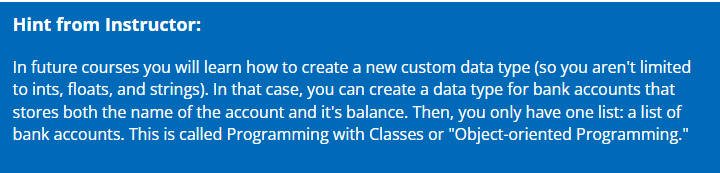 Hint from Instructor:
In future courses you will learn how to create a new custom data type (so you aren't limited
to ints, floats, and strings). In that case, you can create a data type for bank accounts that
stores both the name of the account and it's balance. Then, you only have one list: a list of
bank accounts. This is called Programming with Classes or "Object-oriented Programming."